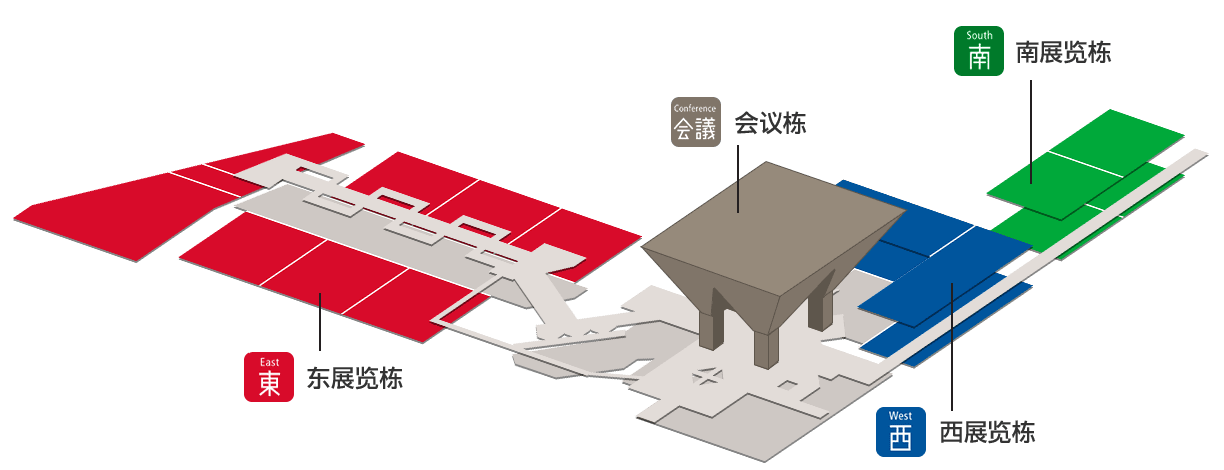 South
南
南展览栋
Conference
会議
会议栋
East
東
东展览栋
West
西
西展览栋